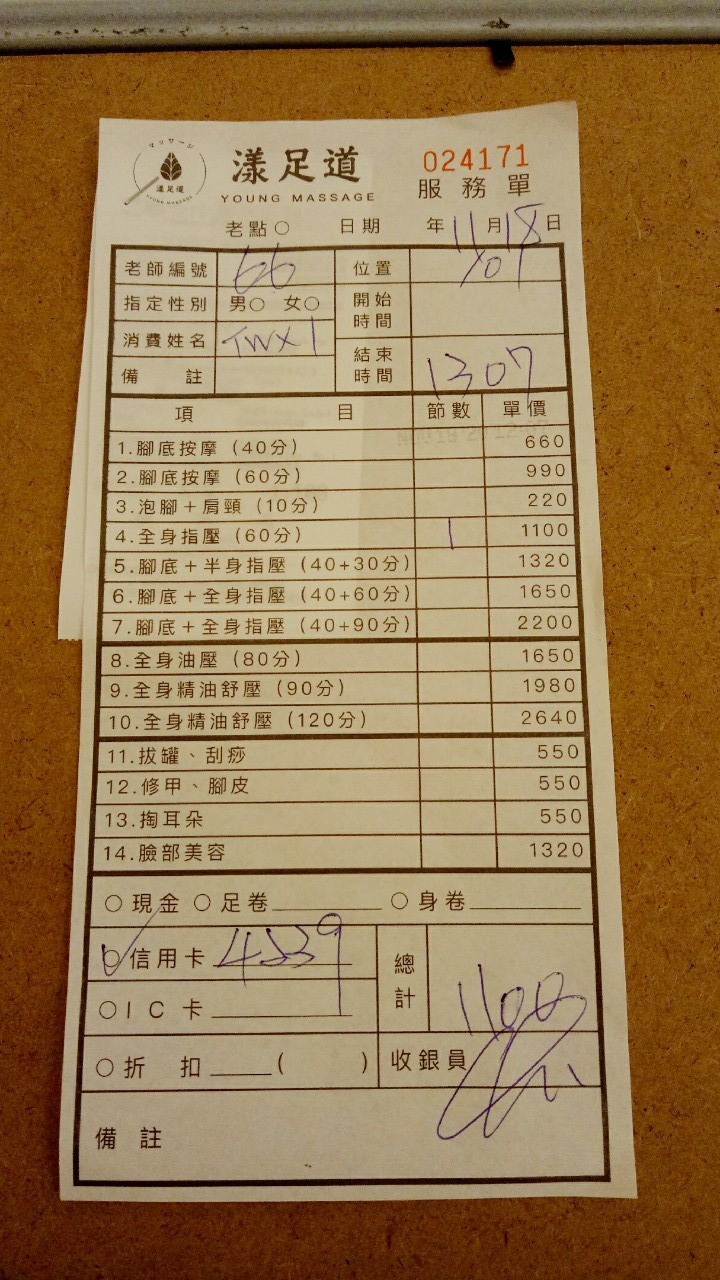 マッサージ
漾足道
YOUNG MASSAGE
漾足道
YOUNG MASSAGE
024171
服務單
老點○ 日期 年 11 月 18 日
老師編號 66 位置 101
指定性別 男○ 女○ 開始時間
消費姓名 TWX1 結束時間 1307
備註
項目 節數 單價
1.腳底按摩(40分) 660
2.腳底按摩(60分) 990
3.泡腳+肩頸(10分) 220
4.全身指壓(60分) 1 1100
5.腳底+半身指壓(40+30分) 1320
6.腳底+全身指壓(40+60分) 1650
7.腳底+全身指壓(40+90分) 2200
8.全身油壓(80分) 1650
9.全身精油舒壓(90分) 1980
10.全身精油舒壓(120分) 2640
11.拔罐、刮痧 550
12.修甲、腳皮 550
13.掏耳朵 550
14.臉部美容 1320
○現金 ○足卷 ○身卷
○信用卡 4539 總計 1100
○IC卡
○折扣 ( ) 收銀員
備註